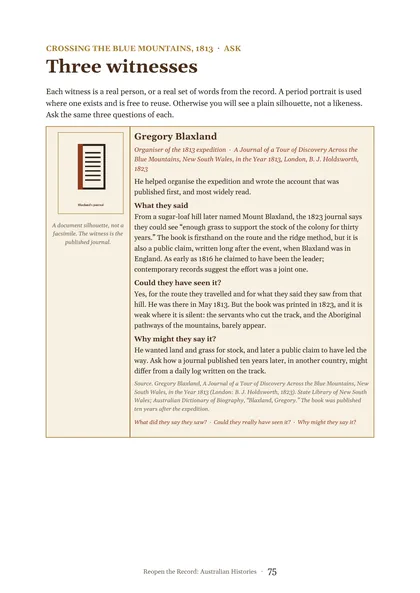 CROSSING THE BLUE MOUNTAINS, 1813 · ASK
Three witnesses
Each witness is a real person, or a real set of words from the record. A period portrait is used
where one exists and is free to reuse. Otherwise you will see a plain silhouette, not a likeness.
Ask the same three questions of each.
Blaxland's journal
A document silhouette, not a
facsimile. The witness is the
published journal.
Gregory Blaxland
Organiser of the 1813 expedition · A Journal of a Tour of Discovery Across the
Blue Mountains, New South Wales, in the Year 1813, London, B. J. Holdsworth,
1823
He helped organise the expedition and wrote the account that was
published first, and most widely read.
What they said
From a sugar-loaf hill later named Mount Blaxland, the 1823 journal says
they could see “enough grass to support the stock of the colony for thirty
years.” The book is firsthand on the route and the ridge method, but it is
also a public claim, written long after the event, when Blaxland was in
England. As early as 1816 he claimed to have been the leader;
contemporary records suggest the effort was a joint one.
Could they have seen it?
Yes, for the route they travelled and for what they said they saw from that
hill. He was there in May 1813. But the book was printed in 1823, and it is
weak where it is silent: the servants who cut the track, and the Aboriginal
pathways of the mountains, barely appear.
Why might they say it?
He wanted land and grass for stock, and later a public claim to have led the
way. Ask how a journal published ten years later, in another country, might
differ from a daily log written on the track.
Source. Gregory Blaxland, A Journal of a Tour of Discovery Across the Blue Mountains, New
South Wales, in the Year 1813 (London: B. J. Holdsworth, 1823). State Library of New South
Wales; Australian Dictionary of Biography, “Blaxland, Gregory.” The book was published
ten years after the expedition.
What did they say they saw? · Could they really have seen it? · Why might they say it?
Reopen the Record: Australian Histories · 75